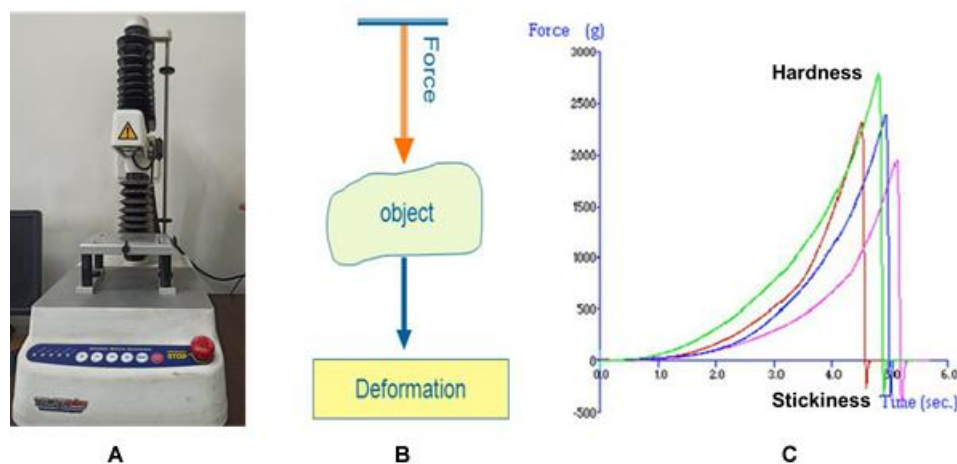 Force
object
Deformation
Force (g)
3000
2500
2000
1500
1000
500
0
-500
0.0
1.0
2.0
3.0
4.0
5.0
6.0
Hardness
Stickiness
Time (sec.)
STOP
A
B
C